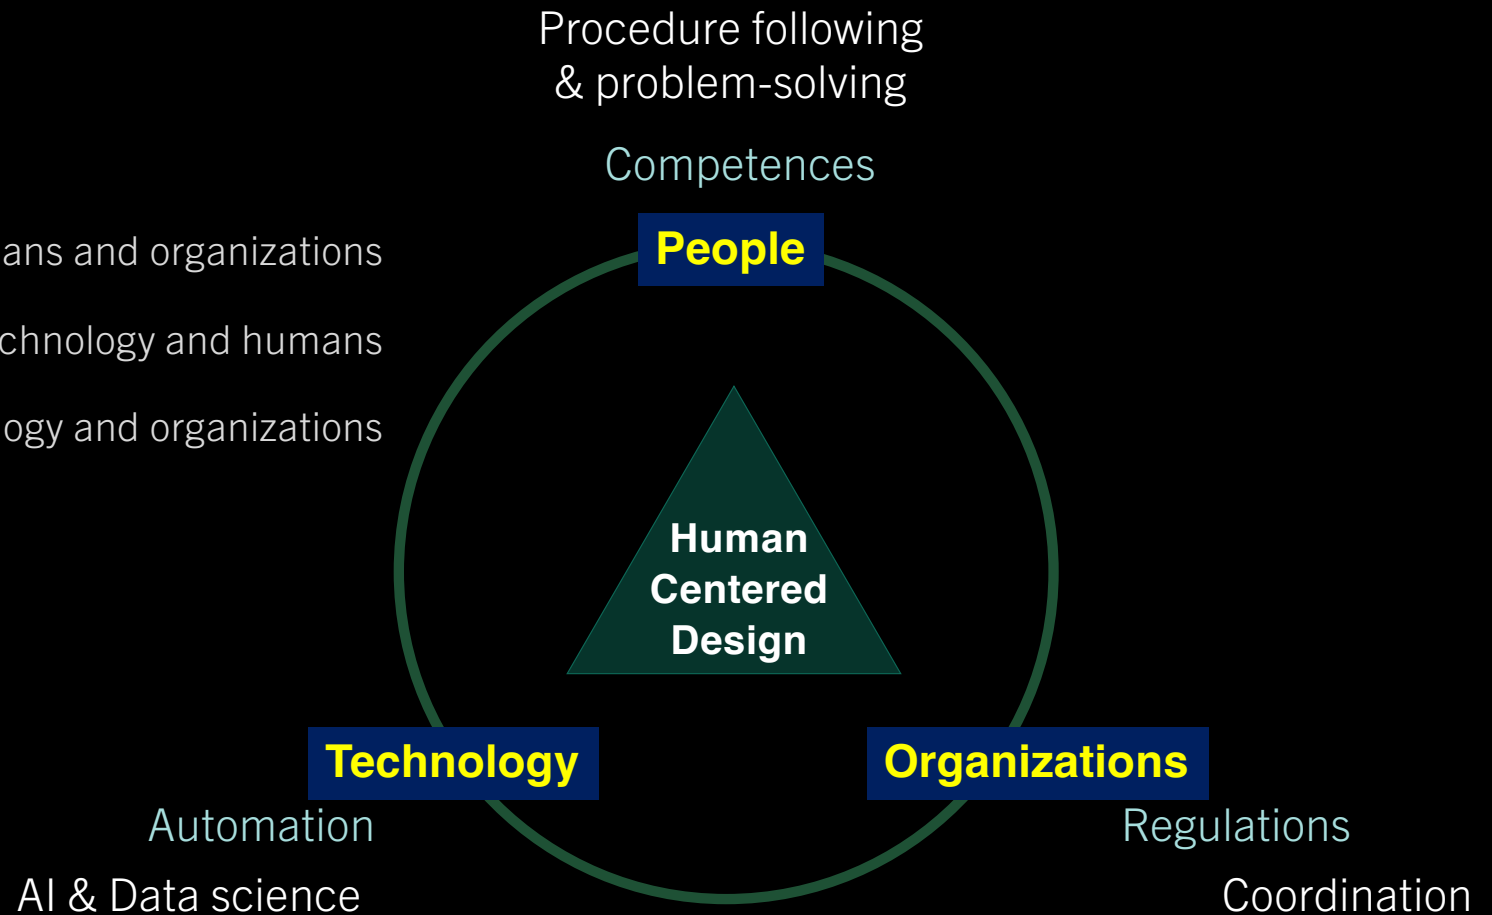 Procedure following
& problem-solving
Competences
People
ans and organizations
chnology and humans
ogy and organizations
Human
Centered
Design
Technology
Organizations
Automation
Regulations
AI & Data science
Coordination